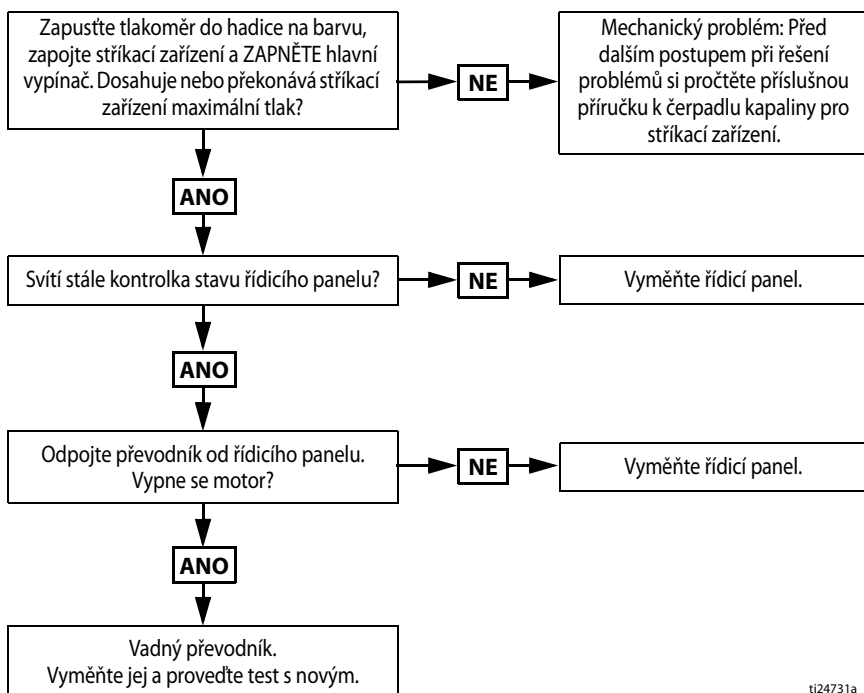 Zapusťte tlakoměr do hadice na barvu,
zapojte stříkací zařízení a ZAPNĚTE hlavní
vypínač. Dosahuje nebo překonává stříkací
zařízení maximální tlak?
NE
Mechanický problém: Před
dalším postupem při řešení
problémů si pročtěte příslušnou
příručku k čerpadlu kapaliny pro
stříkací zařízení.
ANO
Svítí stále kontrolka stavu řídicího panelu?
NE
Vyměňte řídicí panel.
ANO
Odpojte převodník od řídicího panelu.
Vypne se motor?
NE
Vyměňte řídicí panel.
ANO
Vadný převodník.
Vyměňte jej a proveďte test s novým.
ti24731a